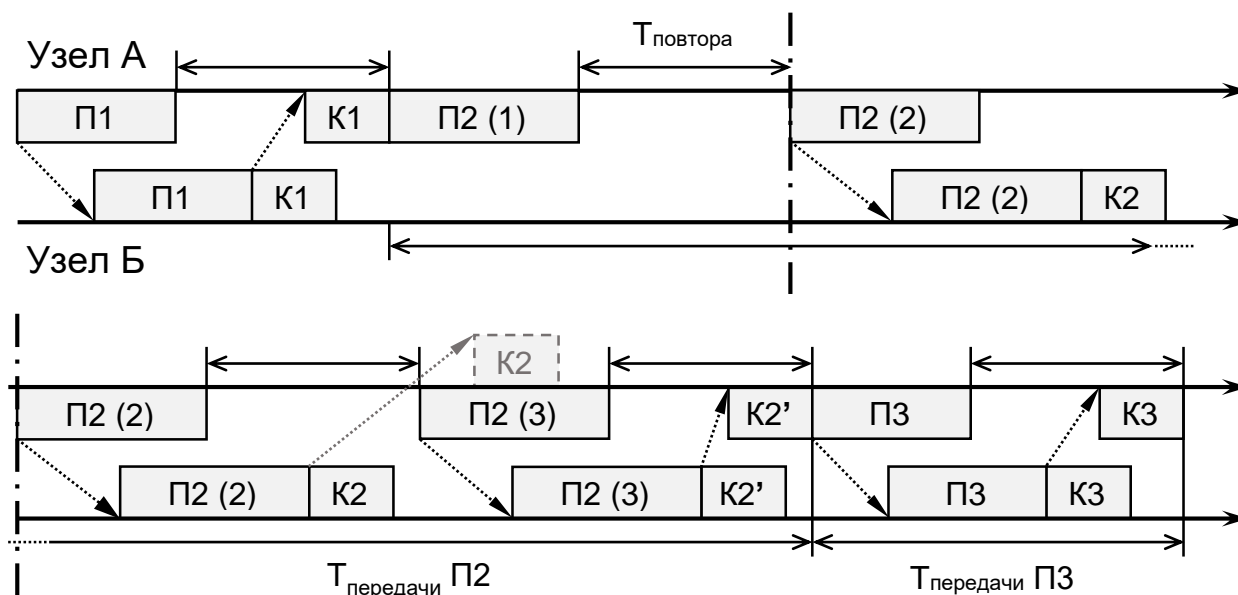 Tповтора
Узел А
П1 К1 П2 (1) П2 (2)
П1 К1 П2 (2) К2
Узел Б
К2
П2 (2) П2 (3) К2’ П3 К3
П2 (2) К2 П2 (3) К2' П3 К3
Tпередачи П2 Tпередачи П3